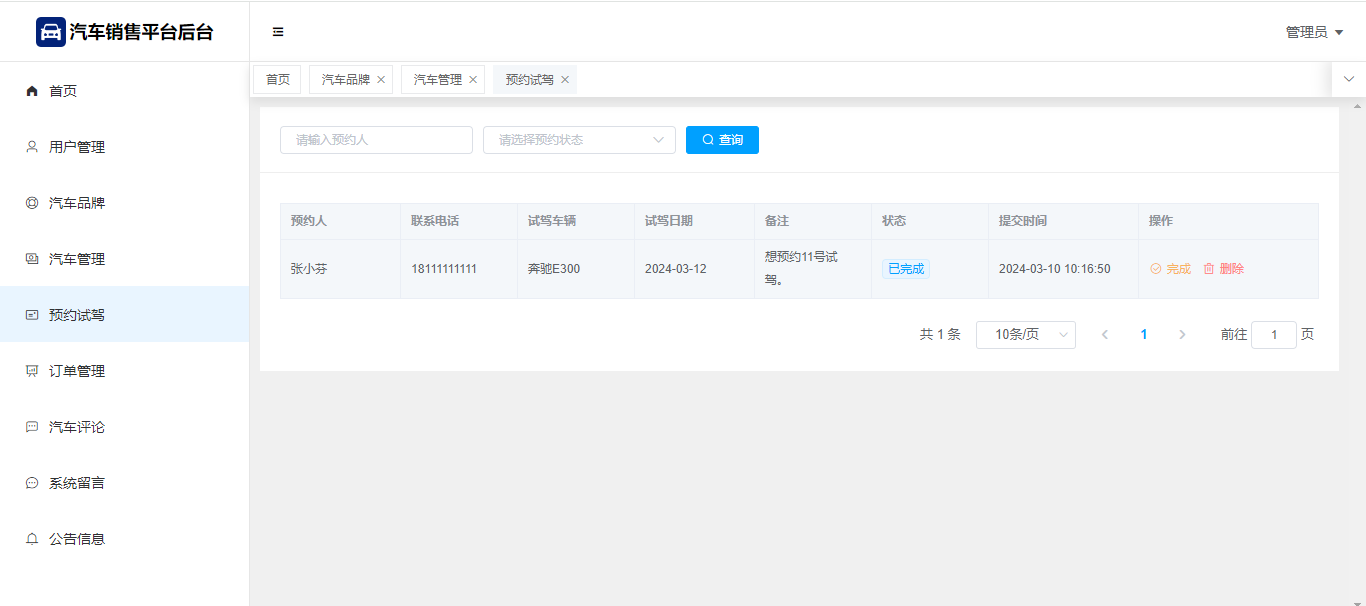 汽车销售平台后台
管理员
首页
用户管理
汽车品牌
汽车管理
预约试驾
订单管理
汽车评论
系统留言
公告信息
首页 汽车品牌 汽车管理 预约试驾
请输入预约人 请选择预约状态 查询
预约人 联系电话 试驾车辆 试驾日期 备注 状态 提交时间 操作
张小芬 18111111111 奔驰E300 2024-03-12 想预约11号试 已完成 2024-03-10 10:16:50 完成 删除
驾。
共 1 条 10条/页 1 前往 1 页